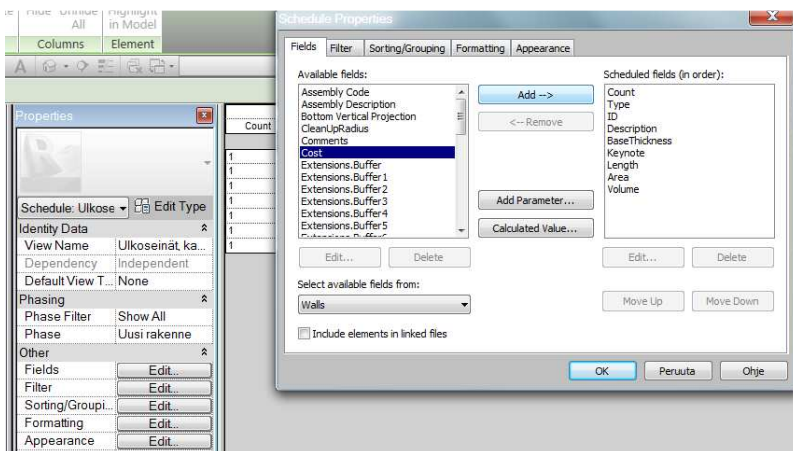 Hide Unhide Highlight
All in Model
Columns Element
Properties
Schedule: Ulkose Edit Type
Identity Data
View Name Ulkoseinät, ka...
Dependency Independent
Default View T... None
Phasing
Phase Filter Show All
Phase Uusi rakenne
Other
Fields Edit...
Filter Edit...
Sorting/Groupi... Edit...
Formatting Edit...
Appearance Edit...
Count
1
1
1
1
1
1
1
Schedule Properties
Fields Filter Sorting/Grouping Formatting Appearance
Available fields:
Assembly Code
Assembly Description
Bottom Vertical Projection
CleanUpRadius
Comments
Cost
Extensions.Buffer
Extensions.Buffer1
Extensions.Buffer2
Extensions.Buffer3
Extensions.Buffer4
Extensions.Buffer5
Extensions.Buffer6
Edit... Delete
Select available fields from:
Walls
Include elements in linked files
Add -->
<-- Remove
Add Parameter...
Calculated Value...
Scheduled fields (in order):
Count
Type
ID
Description
BaseThickness
Keynote
Length
Area
Volume
Edit... Delete
Move Up Move Down
OK Peruuta Ohje